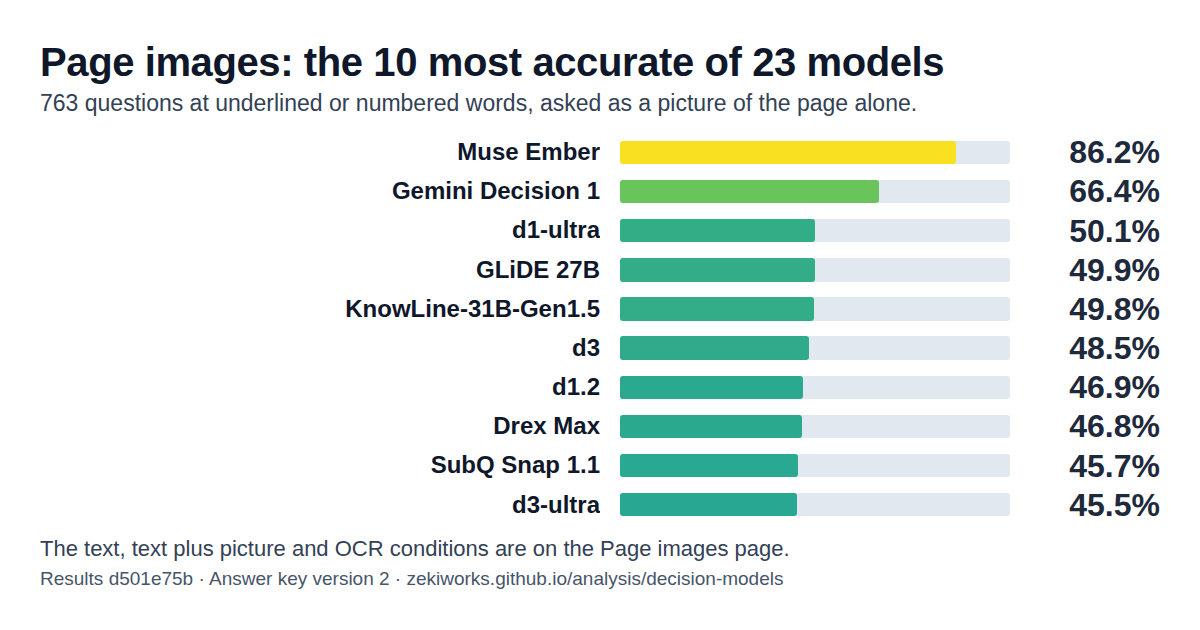 Page images: the 10 most accurate of 23 models
763 questions at underlined or numbered words, asked as a picture of the page alone.
Muse Ember 86.2%
Gemini Decision 1 66.4%
d1-ultra 50.1%
GLiDE 27B 49.9%
KnowLine-31B-Gen1.5 49.8%
d3 48.5%
d1.2 46.9%
Drex Max 46.8%
SubQ Snap 1.1 45.7%
d3-ultra 45.5%
The text, text plus picture and OCR conditions are on the Page images page.
Results d501e75b · Answer key version 2 · zekiworks.github.io/analysis/decision-models